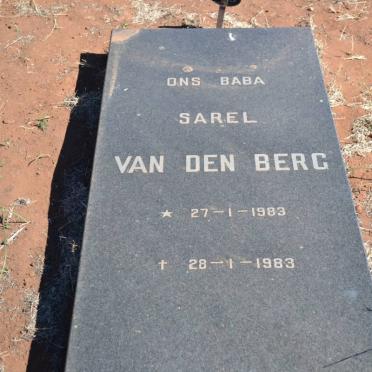 ONS BABA
SAREL
VAN DEN BERG
★ 27-1-1983
† 28-1-1983